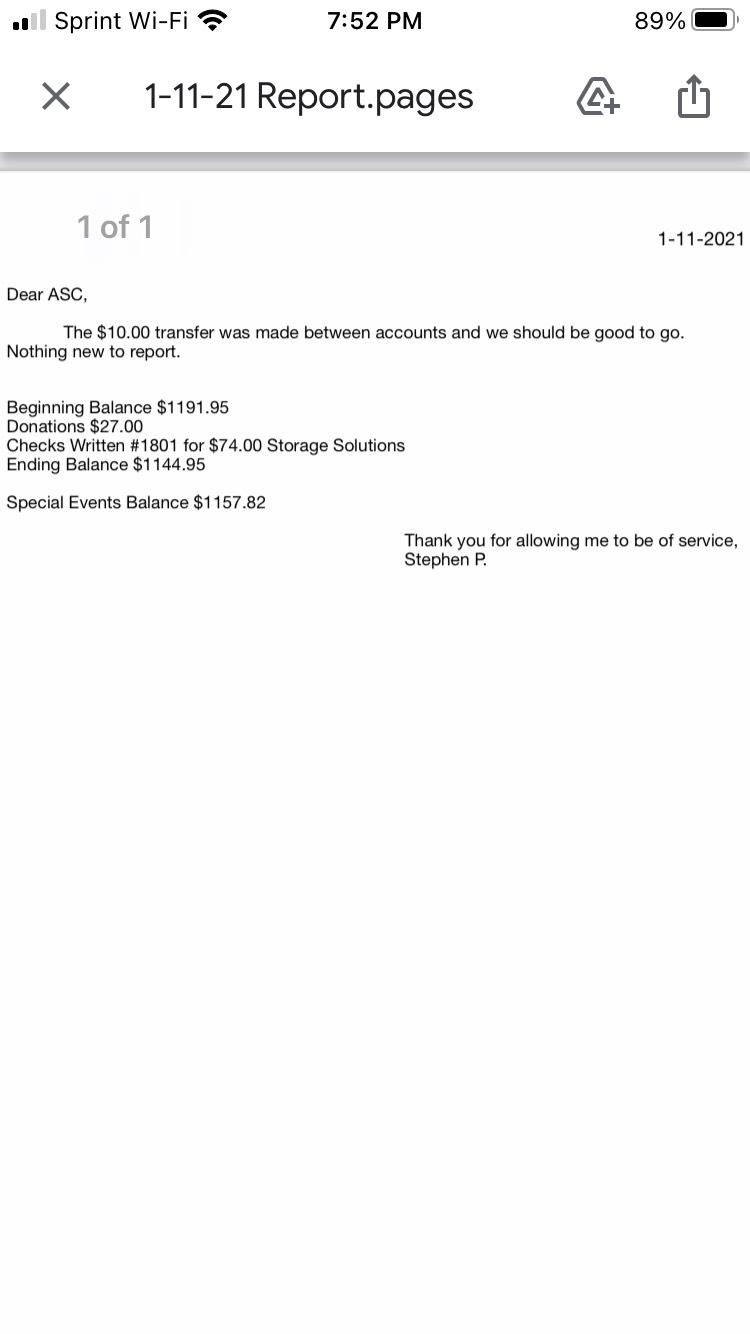 Sprint Wi-Fi 7:52 PM 89%
1-11-21 Report.pages
1 of 1
1-11-2021
Dear ASC,
The $10.00 transfer was made between accounts and we should be good to go.
Nothing new to report.
Beginning Balance $1191.95
Donations $27.00
Checks Written #1801 for $74.00 Storage Solutions
Ending Balance $1144.95
Special Events Balance $1157.82
Thank you for allowing me to be of service,
Stephen P.